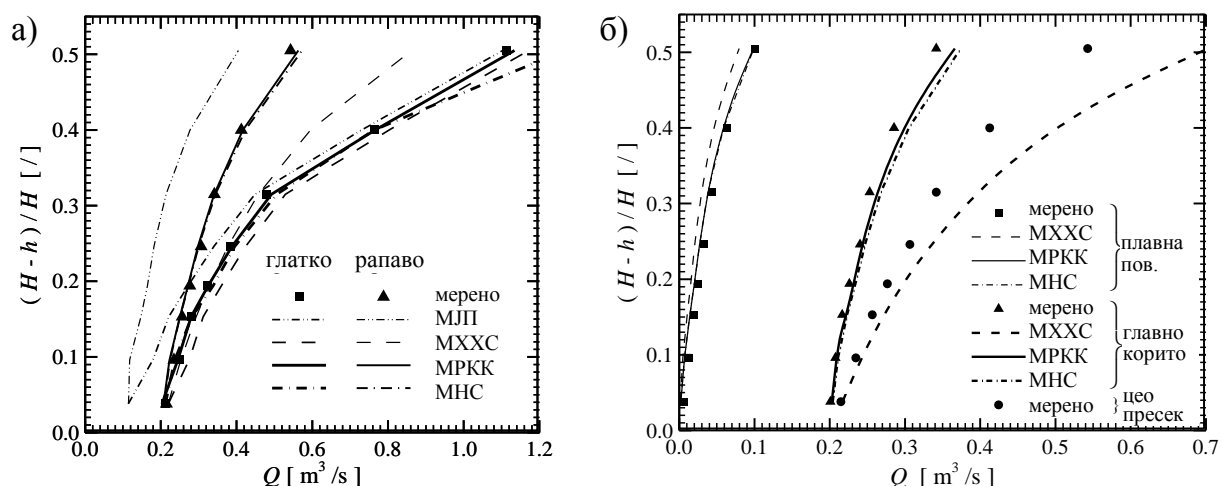 а)
(H - h) / H [ / ]
0.5
0.4
0.3
0.2
0.1
0.0
глатко рапаво
мерено
МЈП
МХХС
МРКК
МНС
0.0 0.2 0.4 0.6 0.8 1.0 1.2
Q [ m³ /s ]
б)
(H - h) / H [ / ]
0.5
0.4
0.3
0.2
0.1
0.0
мерено
МХХС
МРКК
МНС
плавна
пов.
мерено
МХХС
МРКК
МНС
главно
корито
мерено
цео
пресек
0.0 0.1 0.2 0.3 0.4 0.5 0.6 0.7
Q [ m³ /s ]